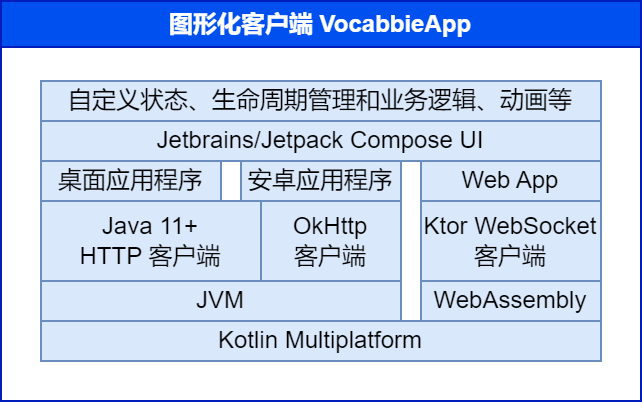 图形化客户端 VocabbieApp
自定义状态、生命周期管理和业务逻辑、动画等
Jetbrains/Jetpack Compose UI
桌面应用程序
安卓应用程序
Web App
Java 11+
HTTP 客户端
OkHttp
客户端
Ktor WebSocket
客户端
JVM
WebAssembly
Kotlin Multiplatform